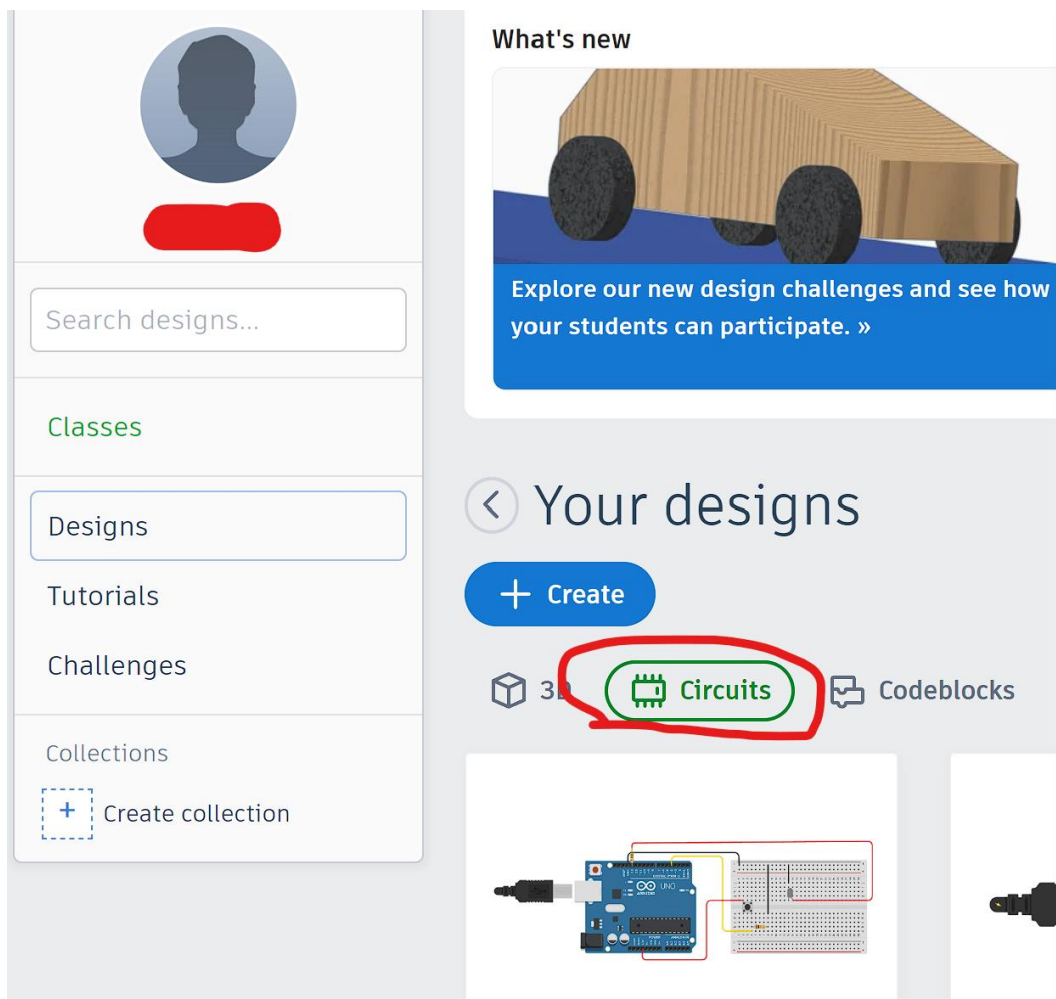 What's new
Explore our new design challenges and see how
your students can participate. »
Search designs...
Classes
Designs
Tutorials
Challenges
Collections
+ Create collection
Your designs
+ Create
Circuits
Codeblocks
UNO